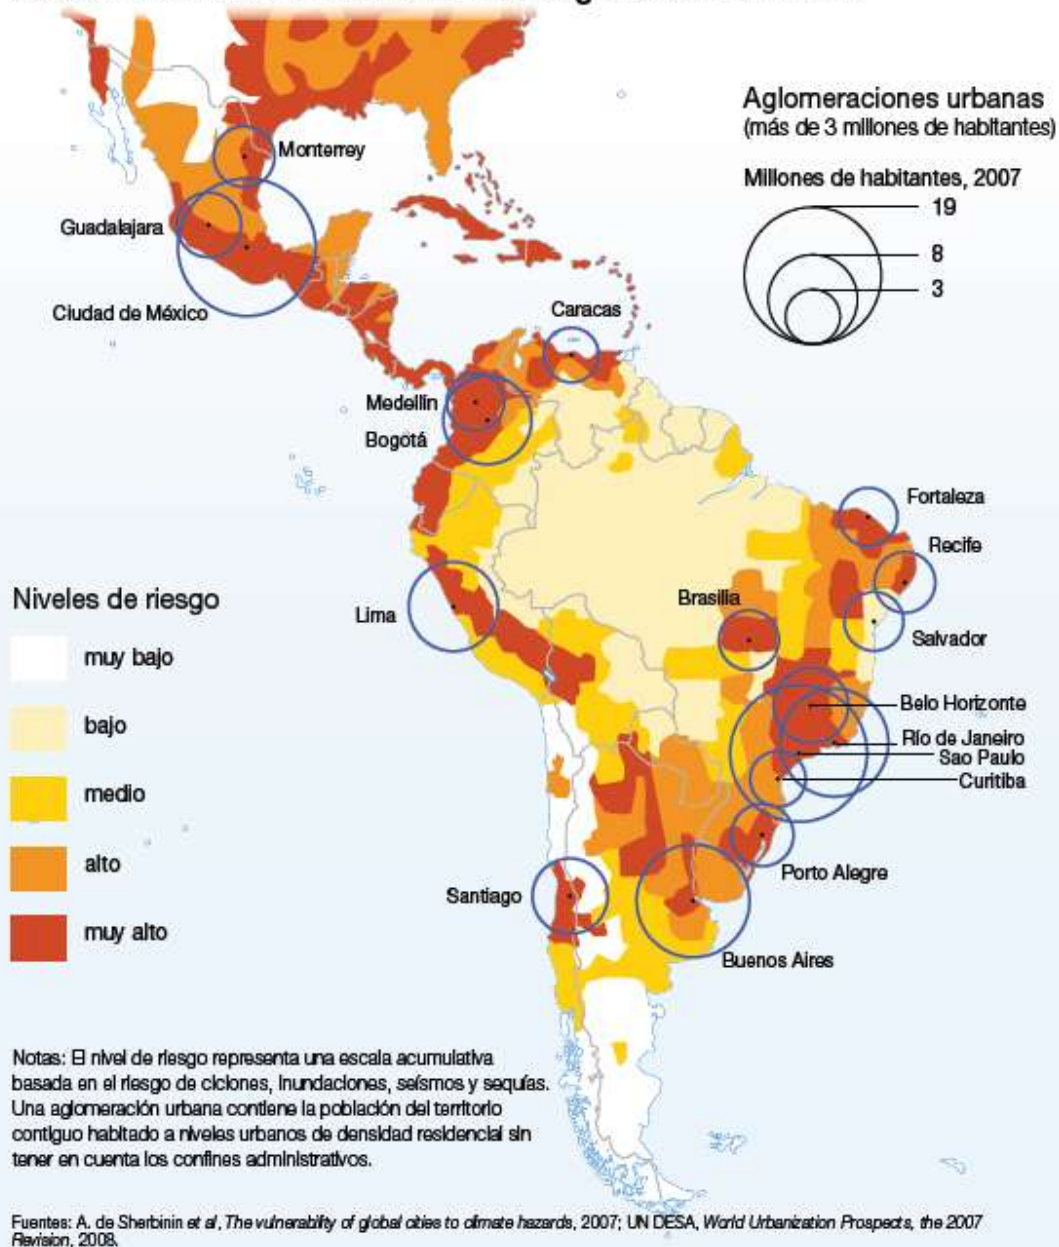 Aglomeraciones urbanas
(más de 3 millones de habitantes)
Millones de habitantes, 2007
19
8
3
Monterrey
Guadalajara
Ciudad de México
Caracas
Medellín
Bogotá
Fortaleza
Recife
Lima
Brasilia
Salvador
Belo Horizonte
Río de Janeiro
Sao Paulo
Curitiba
Porto Alegre
Santiago
Buenos Aires
Niveles de riesgo
muy bajo
bajo
medio
alto
muy alto
Notas: El nivel de riesgo representa una escala acumulativa
basada en el riesgo de ciclones, inundaciones, seísmos y sequías.
Una aglomeración urbana contiene la población del territorio
contiguo habitado a niveles urbanos de densidad residencial sin
tener en cuenta los confines administrativos.
Fuentes: A. de Sherbinin et al, The vulnerability of global cities to climate hazards, 2007; UN DESA, World Urbanization Prospects, the 2007
Revision, 2008.